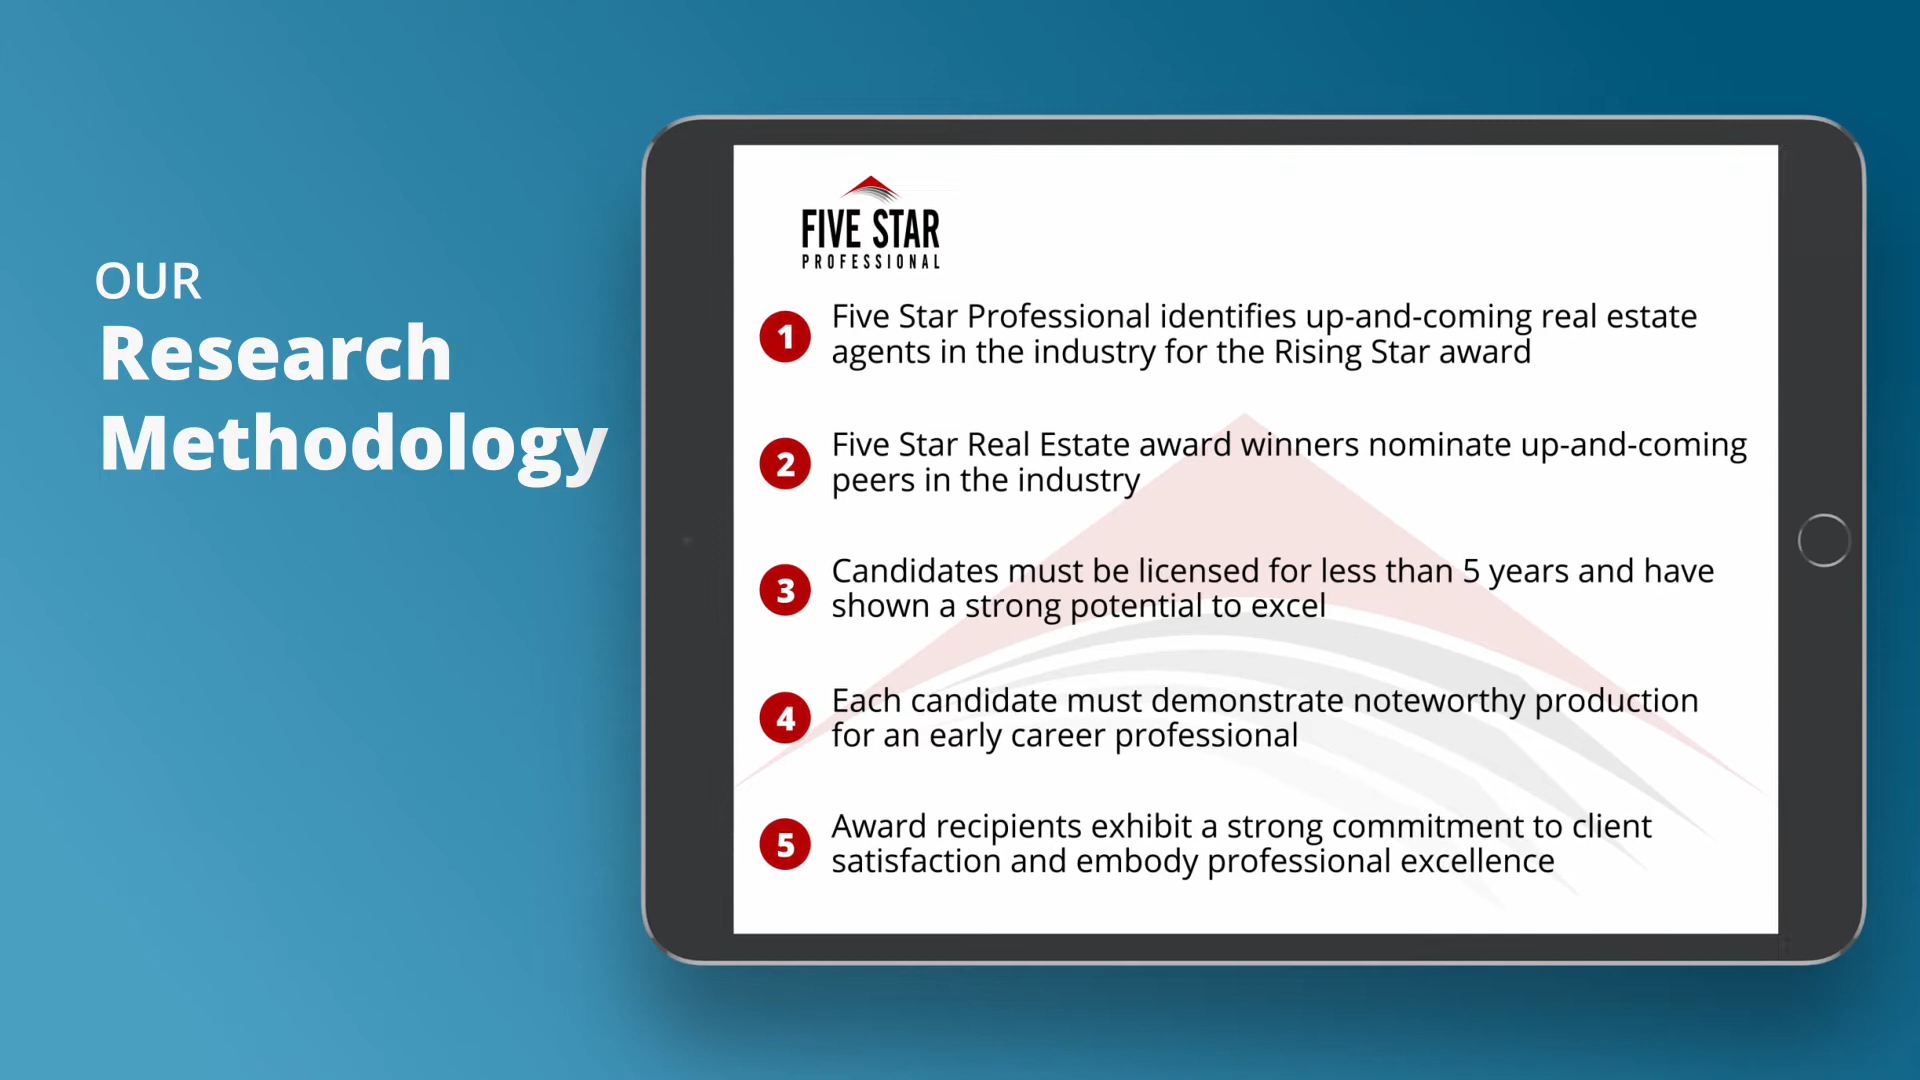 OUR
Research
Methodology
FIVE STAR
PROFESSIONAL
1 Five Star Professional identifies up-and-coming real estate
agents in the industry for the Rising Star award
2 Five Star Real Estate award winners nominate up-and-coming
peers in the industry
3 Candidates must be licensed for less than 5 years and have
shown a strong potential to excel
4 Each candidate must demonstrate noteworthy production
for an early career professional
5 Award recipients exhibit a strong commitment to client
satisfaction and embody professional excellence